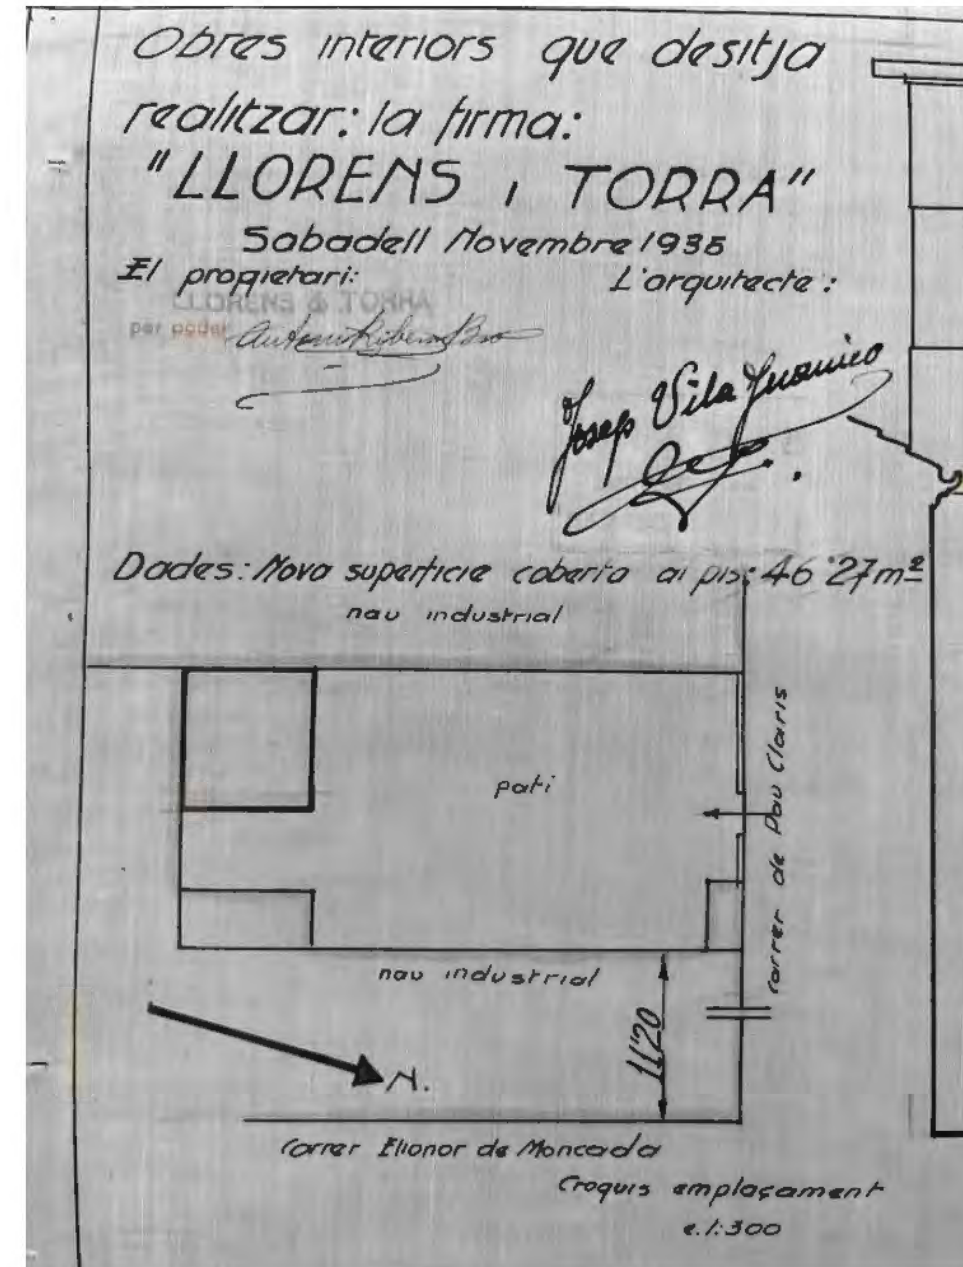 Obres interiors que desitja
realitzar: la firma:
"LLORENS i TORRA"
Sabadell Novembre 1935
El propietari:
L'arquitecte:
LLORENS & TORRA
per poder
Josep Vila Juanico
Dades: Nova superficie coberta al pis: 46'27 m²
nau industrial
pati
carrer de Pau Claris
nau industrial
11'20
N.
carrer Elionor de Moncada
Croquis emplaçament
e.1:300